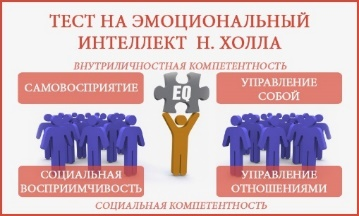 ТЕСТ НА ЭМОЦИОНАЛЬНЫЙ
ИНТЕЛЛЕКТ Н. ХОЛЛА
ВНУТРИЛИЧНОСТНАЯ КОМПЕТЕНТНОСТЬ
САМОВОСПРИЯТИЕ
EQ
УПРАВЛЕНИЕ
СОБОЙ
СОЦИАЛЬНАЯ
ВОСПРИИМЧИВОСТЬ
УПРАВЛЕНИЕ
ОТНОШЕНИЯМИ
СОЦИАЛЬНАЯ КОМПЕТЕНТНОСТЬ